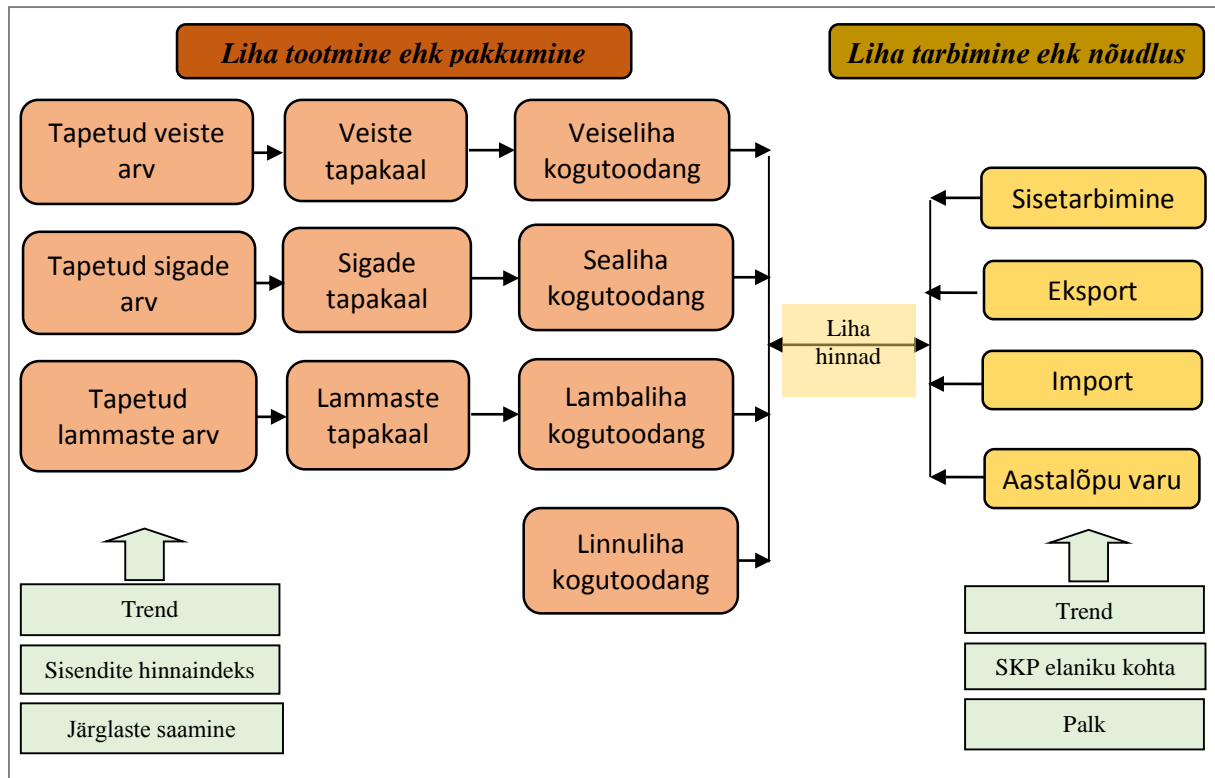 Liha tootmine ehk pakkumine
Liha tarbimine ehk nõudlus
Tapetud veiste
arv
Veiste
tapakaal
Veiseliha
kogutoodang
Tapetud sigade
arv
Sigade
tapakaal
Sealiha
kogutoodang
Tapetud
lammaste arv
Lammaste
tapakaal
Lambaliha
kogutoodang
Linnuliha
kogutoodang
Liha
hinnad
Sisetarbimine
Eksport
Import
Aastalõpu varu
Trend
Sisendite hinnaindeks
Järglaste saamine
Trend
SKP elaniku kohta
Palk